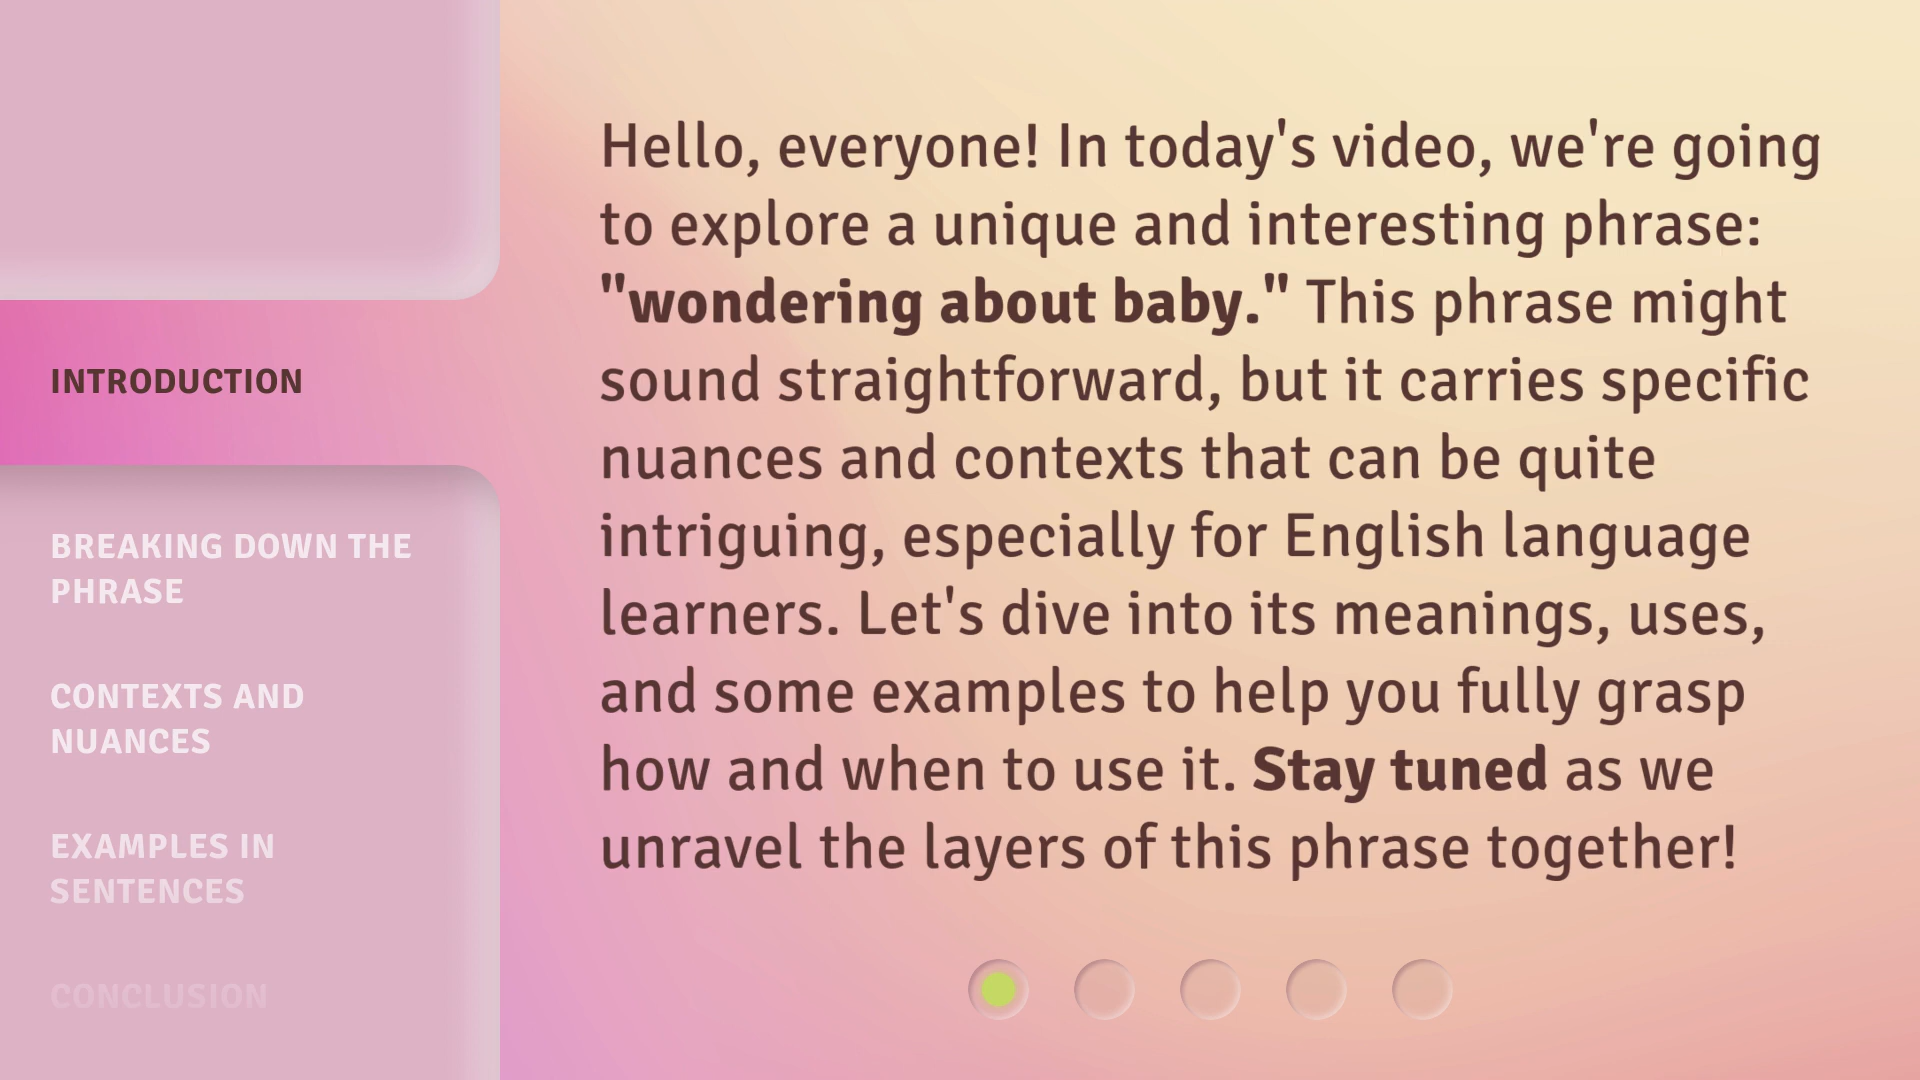 INTRODUCTION
BREAKING DOWN THE
PHRASE
CONTEXTS AND
NUANCES
EXAMPLES IN
SENTENCES
CONCLUSION
Hello, everyone! In today's video, we're going
to explore a unique and interesting phrase:
"wondering about baby." This phrase might
sound straightforward, but it carries specific
nuances and contexts that can be quite
intriguing, especially for English language
learners. Let's dive into its meanings, uses,
and some examples to help you fully grasp
how and when to use it. Stay tuned as we
unravel the layers of this phrase together!